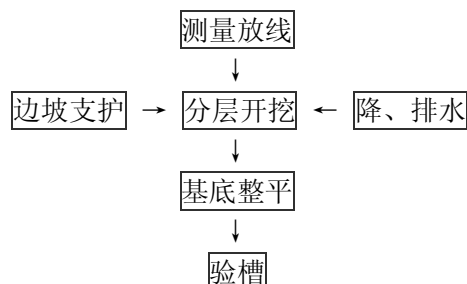 测量放线
边坡支护 → 分层开挖 ← 降、排水
基底整平
验槽